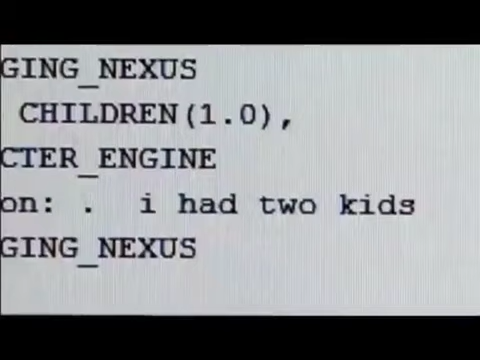 GING_NEXUS
CHILDREN(1.0),
CTER_ENGINE
on: . i had two kids
GING_NEXUS